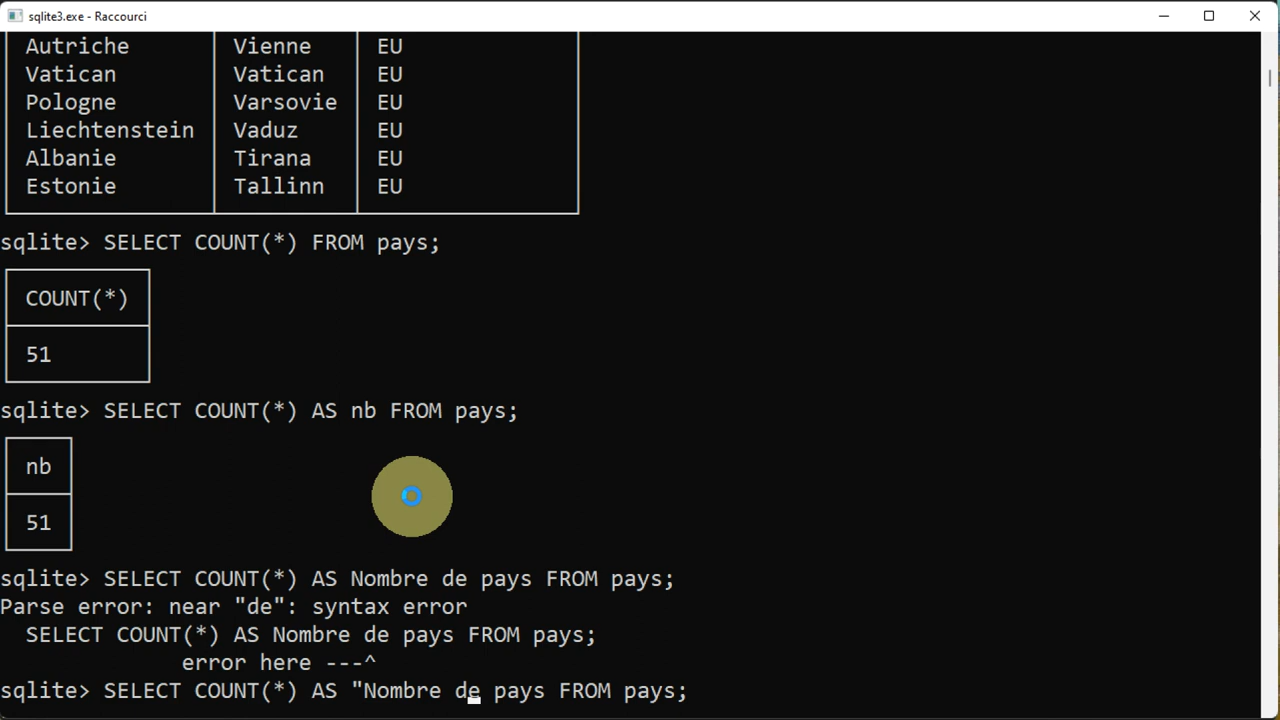 sqlite3.exe - Raccourci
Autriche Vienne EU
Vatican Vatican EU
Pologne Varsovie EU
Liechtenstein Vaduz EU
Albanie Tirana EU
Estonie Tallinn EU
sqlite> SELECT COUNT(*) FROM pays;
COUNT(*)
51
sqlite> SELECT COUNT(*) AS nb FROM pays;
nb
51
sqlite> SELECT COUNT(*) AS Nombre de pays FROM pays;
Parse error: near "de": syntax error
SELECT COUNT(*) AS Nombre de pays FROM pays;
error here ---^
sqlite> SELECT COUNT(*) AS "Nombre de pays FROM pays;